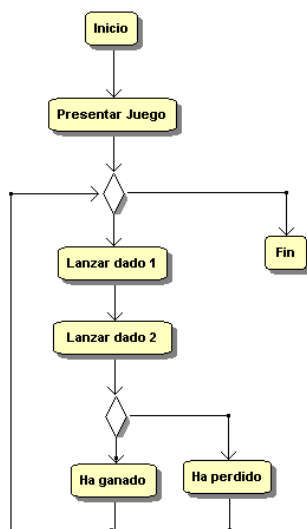 Inicio
Presentar Juego
Fin
Lanzar dado 1
Lanzar dado 2
Ha ganado
Ha perdido